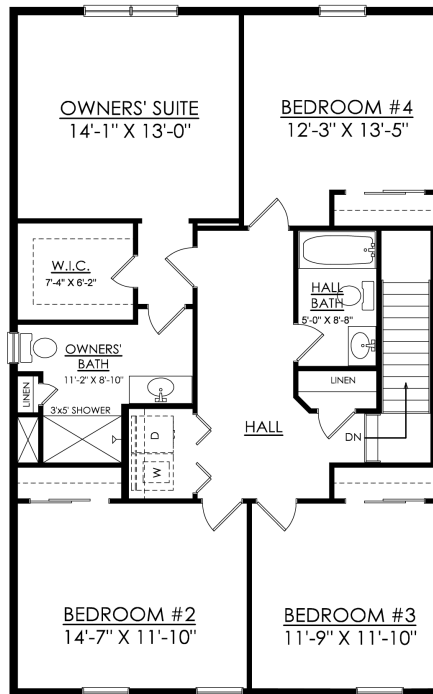 OWNERS' SUITE
14'-1" X 13'-0"
BEDROOM #4
12'-3" X 13'-5"
W.I.C.
7'-4" X 6'-2"
HALL
BATH
5'-0" X 8'-8"
OWNERS'
BATH
11'-2" X 8'-10"
LINEN
LINEN
3'x5' SHOWER
D
W
HALL
DN
BEDROOM #2
14'-7" X 11'-10"
BEDROOM #3
11'-9" X 11'-10"